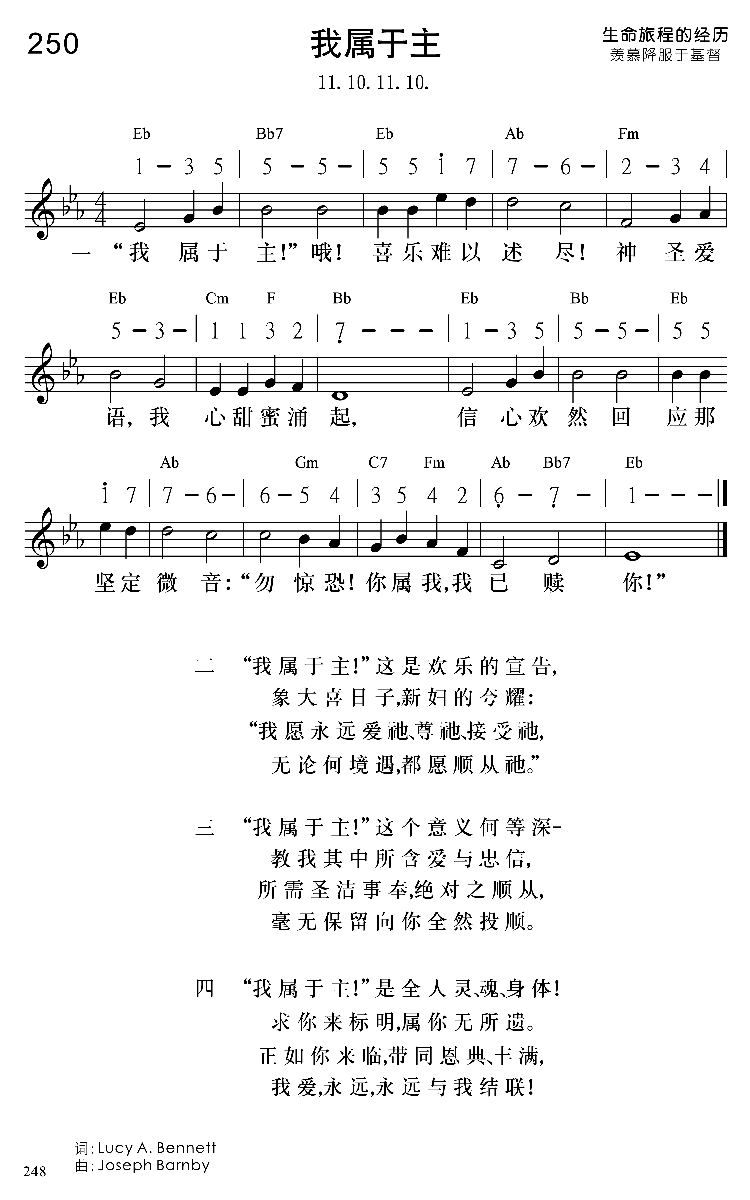 250
我属于主
生命旅程的经历
羡慕降服于基督
11. 10. 11. 10.
Eb Bb7 Eb Ab Fm
1 – 3 5 | 5 – 5 – | 5 5 1̇ 7 | 7 – 6 – | 2 – 3 4 |
一 “我 属 于 主!”哦! 喜 乐 难 以 述 尽! 神 圣 爱
Eb Cm F Bb Eb Bb Eb
5 – 3 – | 1 1 3 2 | 7̣ – – – | 1 – 3 5 | 5 – 5 – | 5 5
语, 我 心 甜 蜜 涌 起, 信 心 欢 然 回 应 那
Ab Gm C7 Fm Ab Bb7 Eb
1̇ 7 | 7 – 6 – | 6 – 5 4 | 3 5 4 2 | 6̣ – 7̣ – | 1 – – – ‖
坚 定 微 音:“勿 惊 恐! 你 属 我,我 已 赎 你!”
二 “我 属 于 主!”这 是 欢 乐 的 宣 告,
象 大 喜 日 子,新 妇 的 夸 耀:
“我 愿 永 远 爱 祂、尊 祂、接 受 祂,
无 论 何 境 遇,都 愿 顺 从 祂。”
三 “我 属 于 主!”这 个 意 义 何 等 深–
教 我 其 中 所 含 爱 与 忠 信,
所 需 圣 洁 事 奉,绝 对 之 顺 从,
毫 无 保 留 向 你 全 然 投 顺。
四 “我 属 于 主!”是 全 人 灵、魂、身 体!
求 你 来 标 明,属 你 无 所 遗。
正 如 你 来 临,带 同 恩 典、丰 满,
我 爱,永 远,永 远 与 我 结 联!
词: Lucy A. Bennett
曲: Joseph Barnby
248